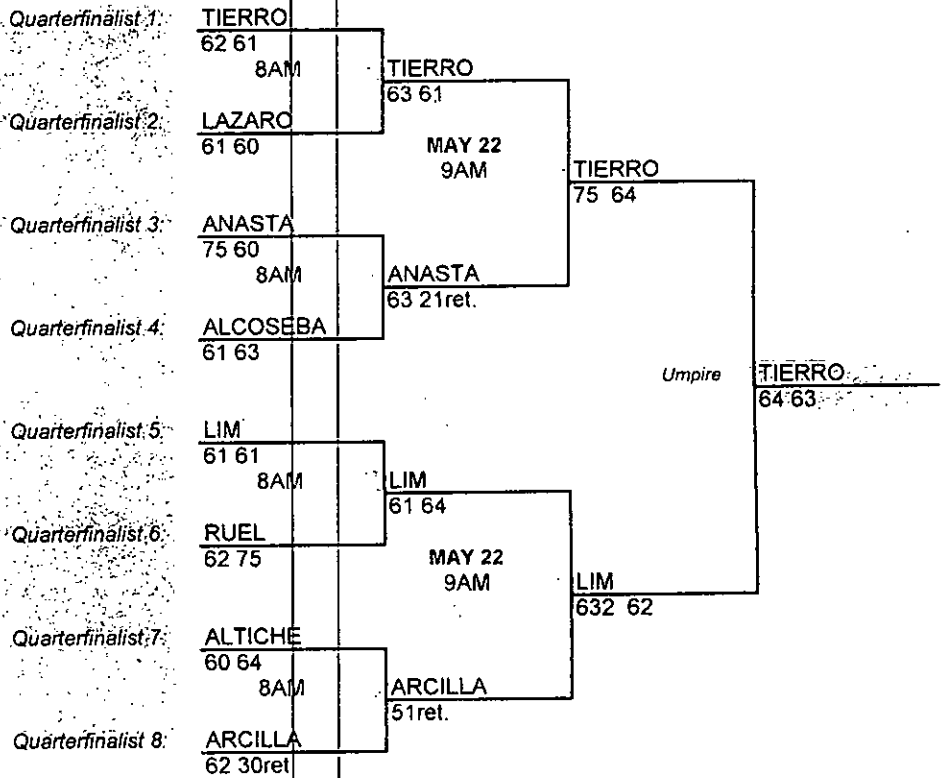 Quarterfinalist 1: TIERRO
62 61
8AM
TIERRO
63 61
Quarterfinalist 2: LAZARO
61 60
MAY 22
9AM
TIERRO
75 64
Quarterfinalist 3: ANASTA
75 60
8AM
ANASTA
63 21ret.
Quarterfinalist 4: ALCOSEBA
61 63
Umpire
TIERRO
64 63
Quarterfinalist 5: LIM
61 61
8AM
LIM
61 64
Quarterfinalist 6: RUEL
62 75
MAY 22
9AM
LIM
632 62
Quarterfinalist 7: ALTICHE
60 64
8AM
ARCILLA
51ret.
Quarterfinalist 8: ARCILLA
62 30ret